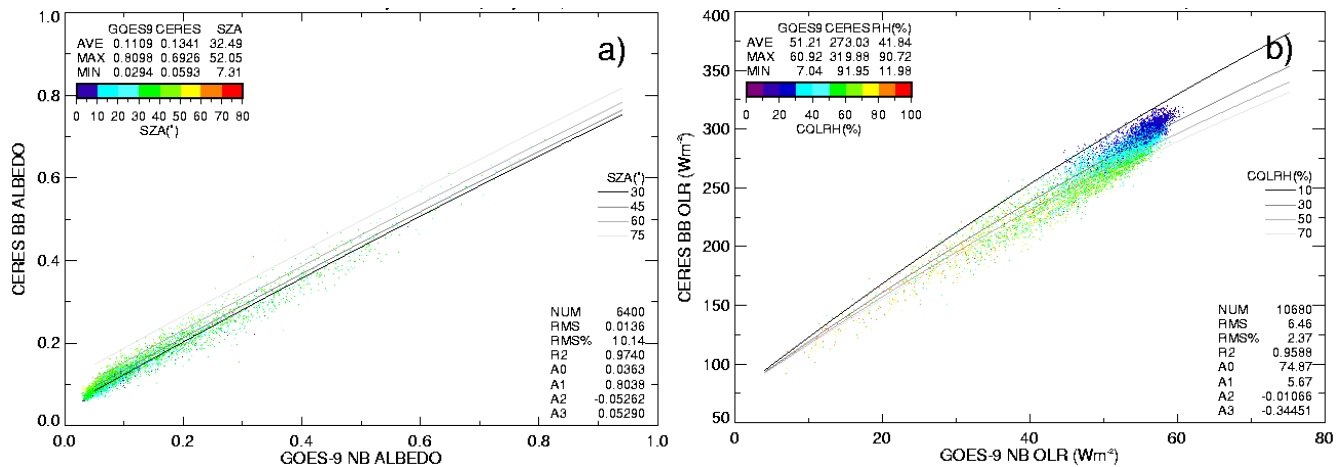 GOES9 CERES SZA
AVE 0.1109 0.1341 32.49
MAX 0.8098 0.6926 52.05
MIN 0.0294 0.0593 7.31
0 10 20 30 40 50 60 70 80
SZA(°)
a)
1.0
0.8
0.6
0.4
0.2
0.0
CERES BB ALBEDO
SZA(°)
30
45
60
75
NUM 6400
RMS 0.0136
RMS% 10.14
R2 0.9740
A0 0.0363
A1 0.8038
A2 -0.05262
A3 0.05290
0.0 0.2 0.4 0.6 0.8 1.0
GOES-9 NB ALBEDO
GOES9 CERES RH(%)
AVE 51.21 273.03 41.84
MAX 60.92 319.88 90.72
MIN 7.04 91.95 11.98
0 20 40 60 80 100
CQLRH(%)
b)
400
350
300
250
200
150
100
50
CERES BB OLR (Wm⁻²)
CQLRH(%)
10
30
50
70
NUM 10680
RMS 6.46
RMS% 2.37
R2 0.9588
A0 74.87
A1 5.67
A2 -0.01066
A3 -0.34451
0 20 40 60 80
GOES-9 NB OLR (Wm⁻²)